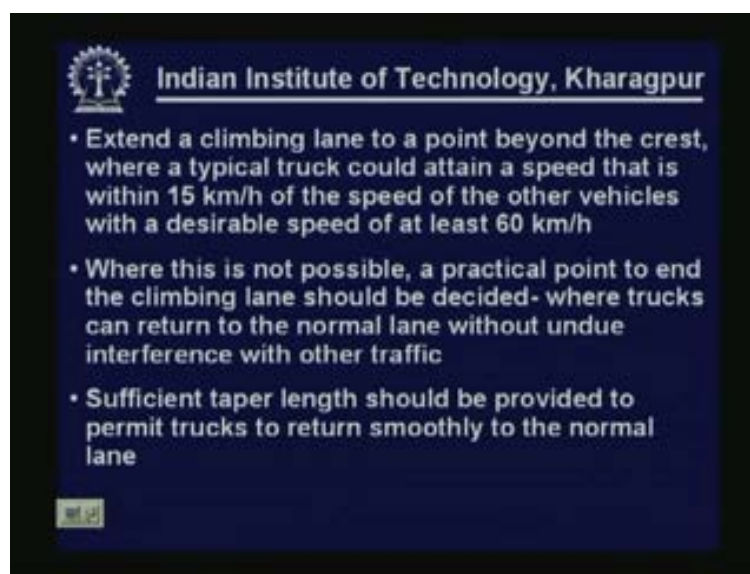 Indian Institute of Technology, Kharagpur
• Extend a climbing lane to a point beyond the crest,
where a typical truck could attain a speed that is
within 15 km/h of the speed of the other vehicles
with a desirable speed of at least 60 km/h
• Where this is not possible, a practical point to end
the climbing lane should be decided- where trucks
can return to the normal lane without undue
interference with other traffic
• Sufficient taper length should be provided to
permit trucks to return smoothly to the normal
lane